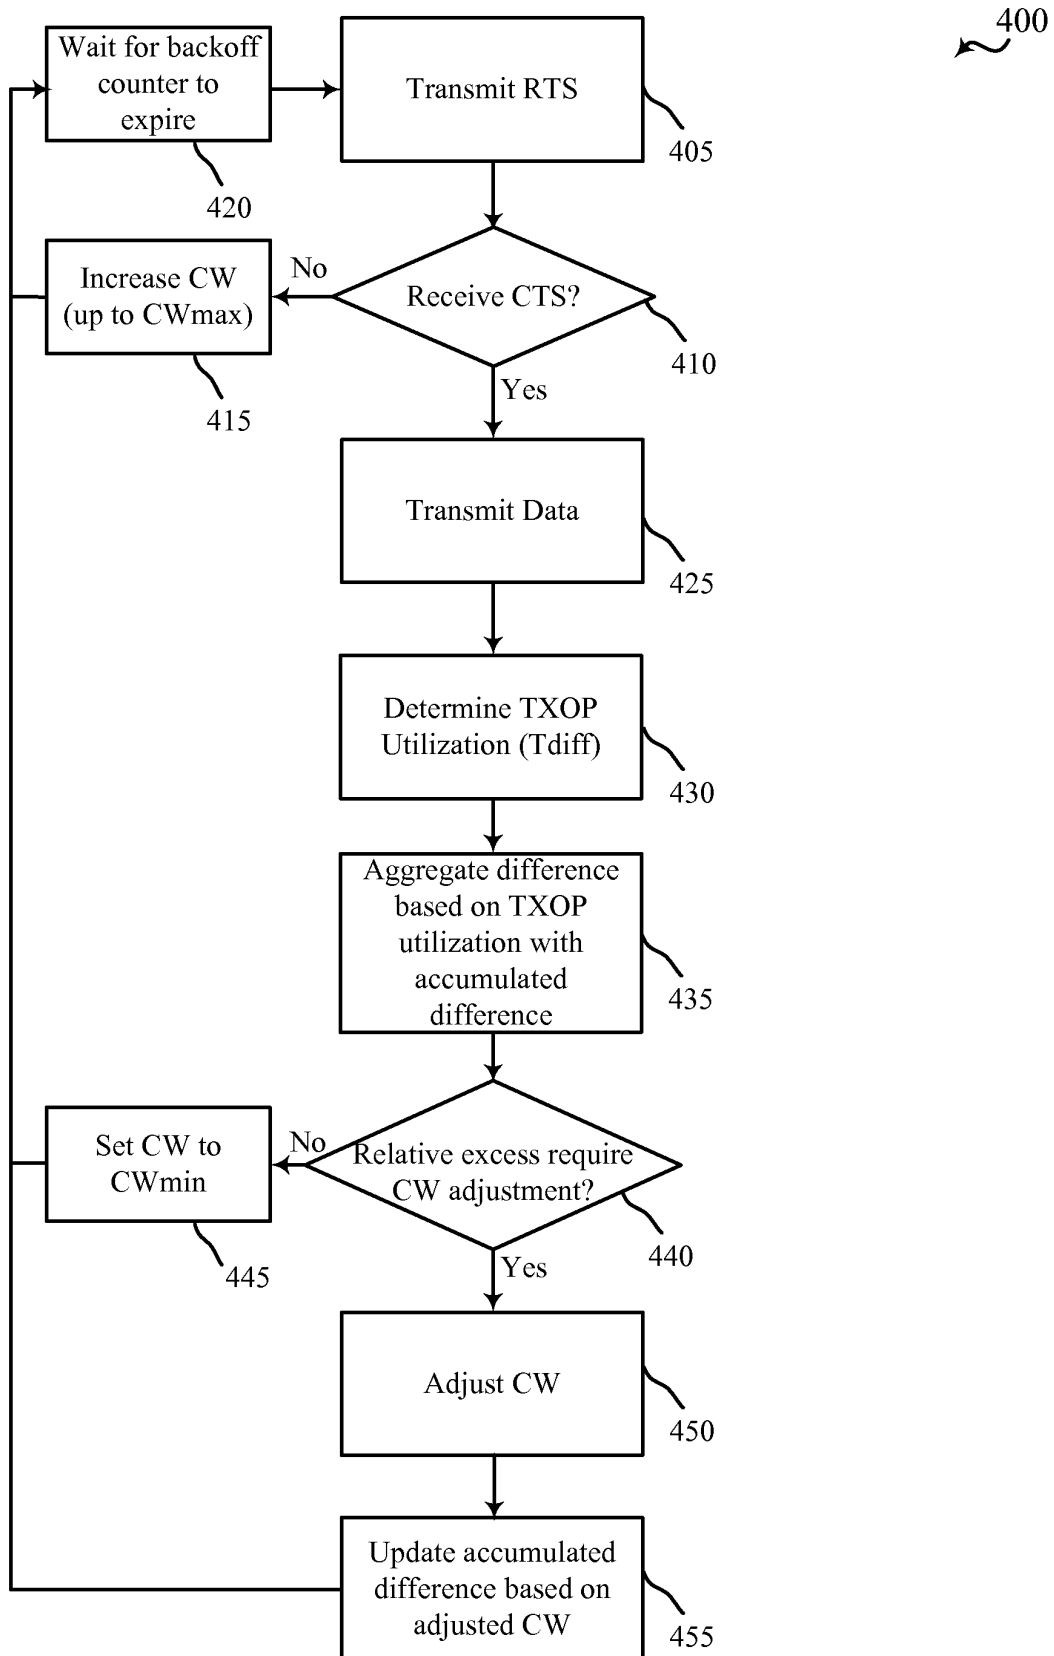 400
Wait for backoff
counter to
expire
420
Transmit RTS
405
Increase CW
(up to CWmax)
415
No
Receive CTS?
410
Yes
Transmit Data
425
Determine TXOP
Utilization (Tdiff)
430
Aggregate difference
based on TXOP
utilization with
accumulated
difference
435
Set CW to
CWmin
445
No
Relative excess require
CW adjustment?
440
Yes
Adjust CW
450
Update accumulated
difference based on
adjusted CW
455